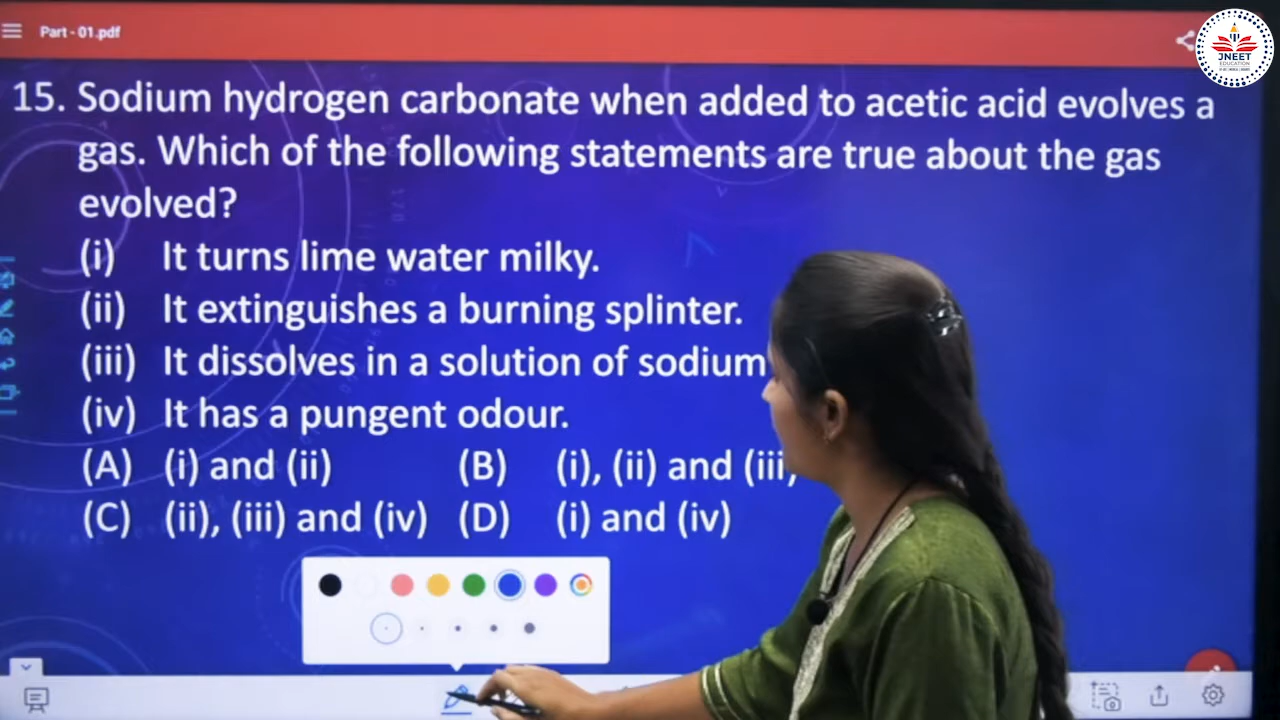 Part - 01.pdf
JNEET
EDUCATION
15. Sodium hydrogen carbonate when added to acetic acid evolves a
gas. Which of the following statements are true about the gas
evolved?
(i) It turns lime water milky.
(ii) It extinguishes a burning splinter.
(iii) It dissolves in a solution of sodium
(iv) It has a pungent odour.
(A) (i) and (ii) (B) (i), (ii) and (iii)
(C) (ii), (iii) and (iv) (D) (i) and (iv)